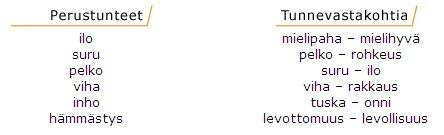 Perustunteet
ilo
suru
pelko
viha
inho
hämmästys
Tunnevastakohtia
mielipaha – mielihyvä
pelko – rohkeus
suru – ilo
viha – rakkaus
tuska – onni
levottomuus – levollisuus